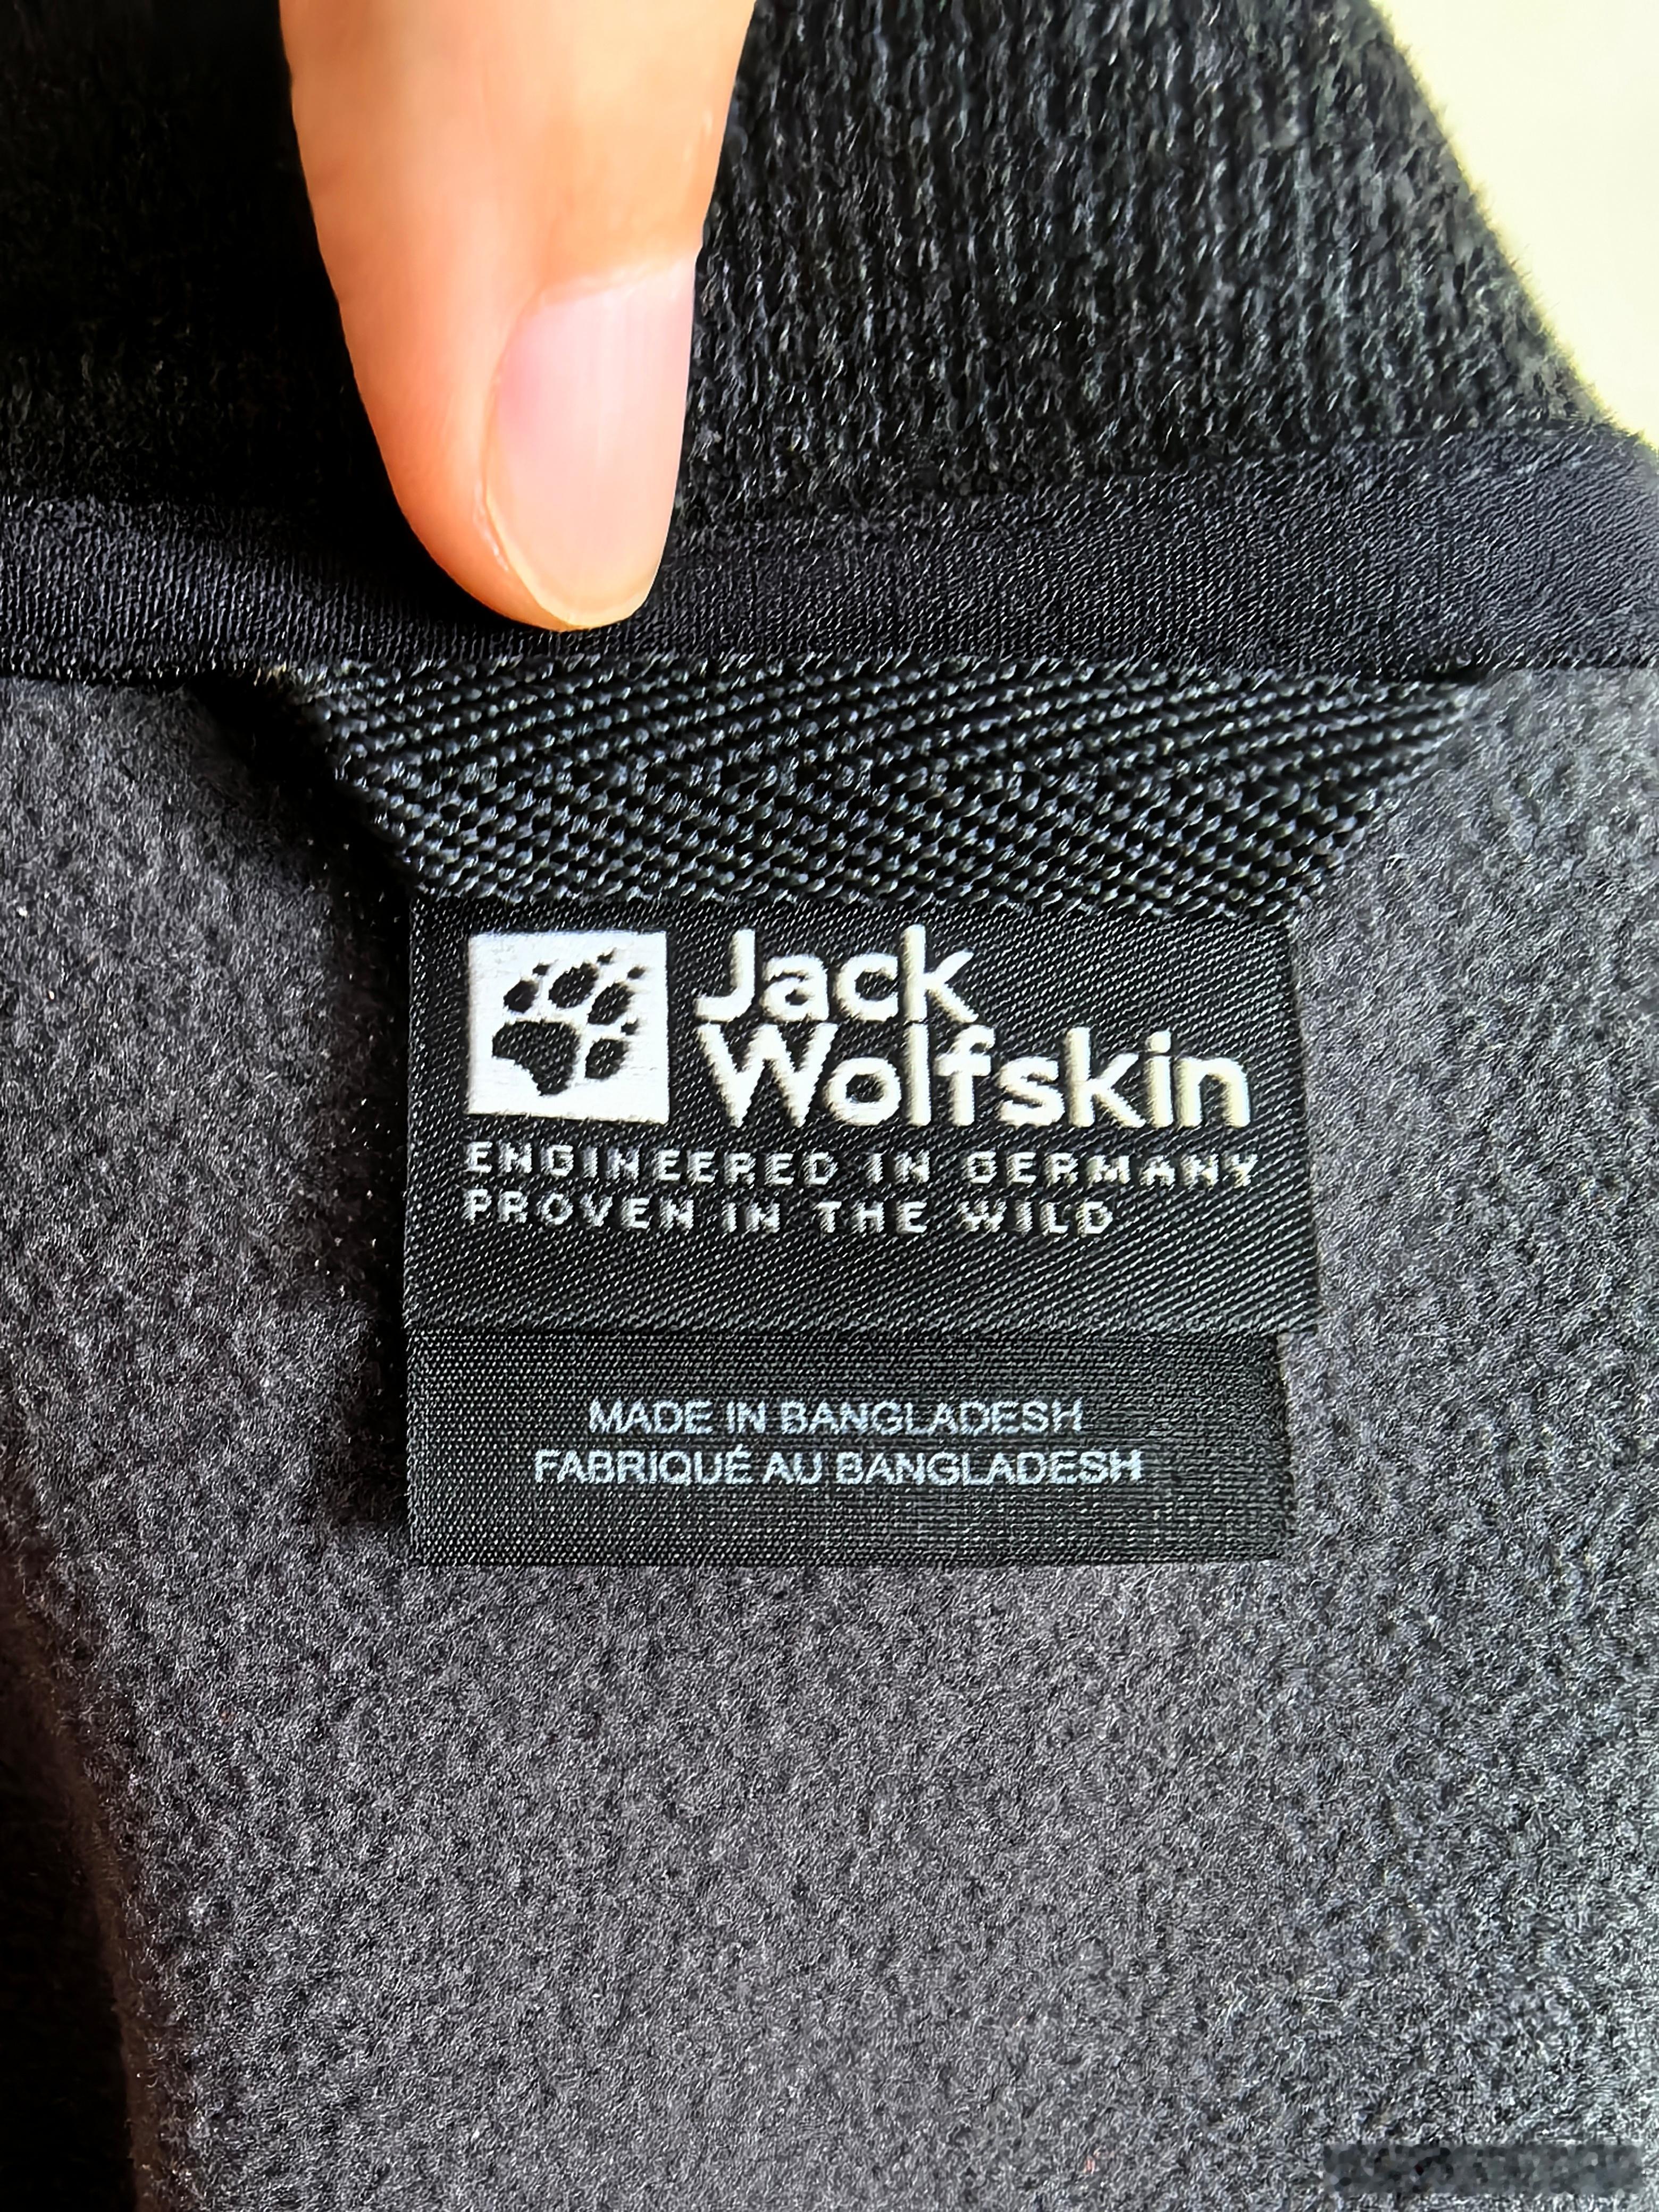 Jack
Wolfskin
ENGINEERED IN GERMANY
PROVEN IN THE WILD
MADE IN BANGLADESH
FABRIQUÉ AU BANGLADESH